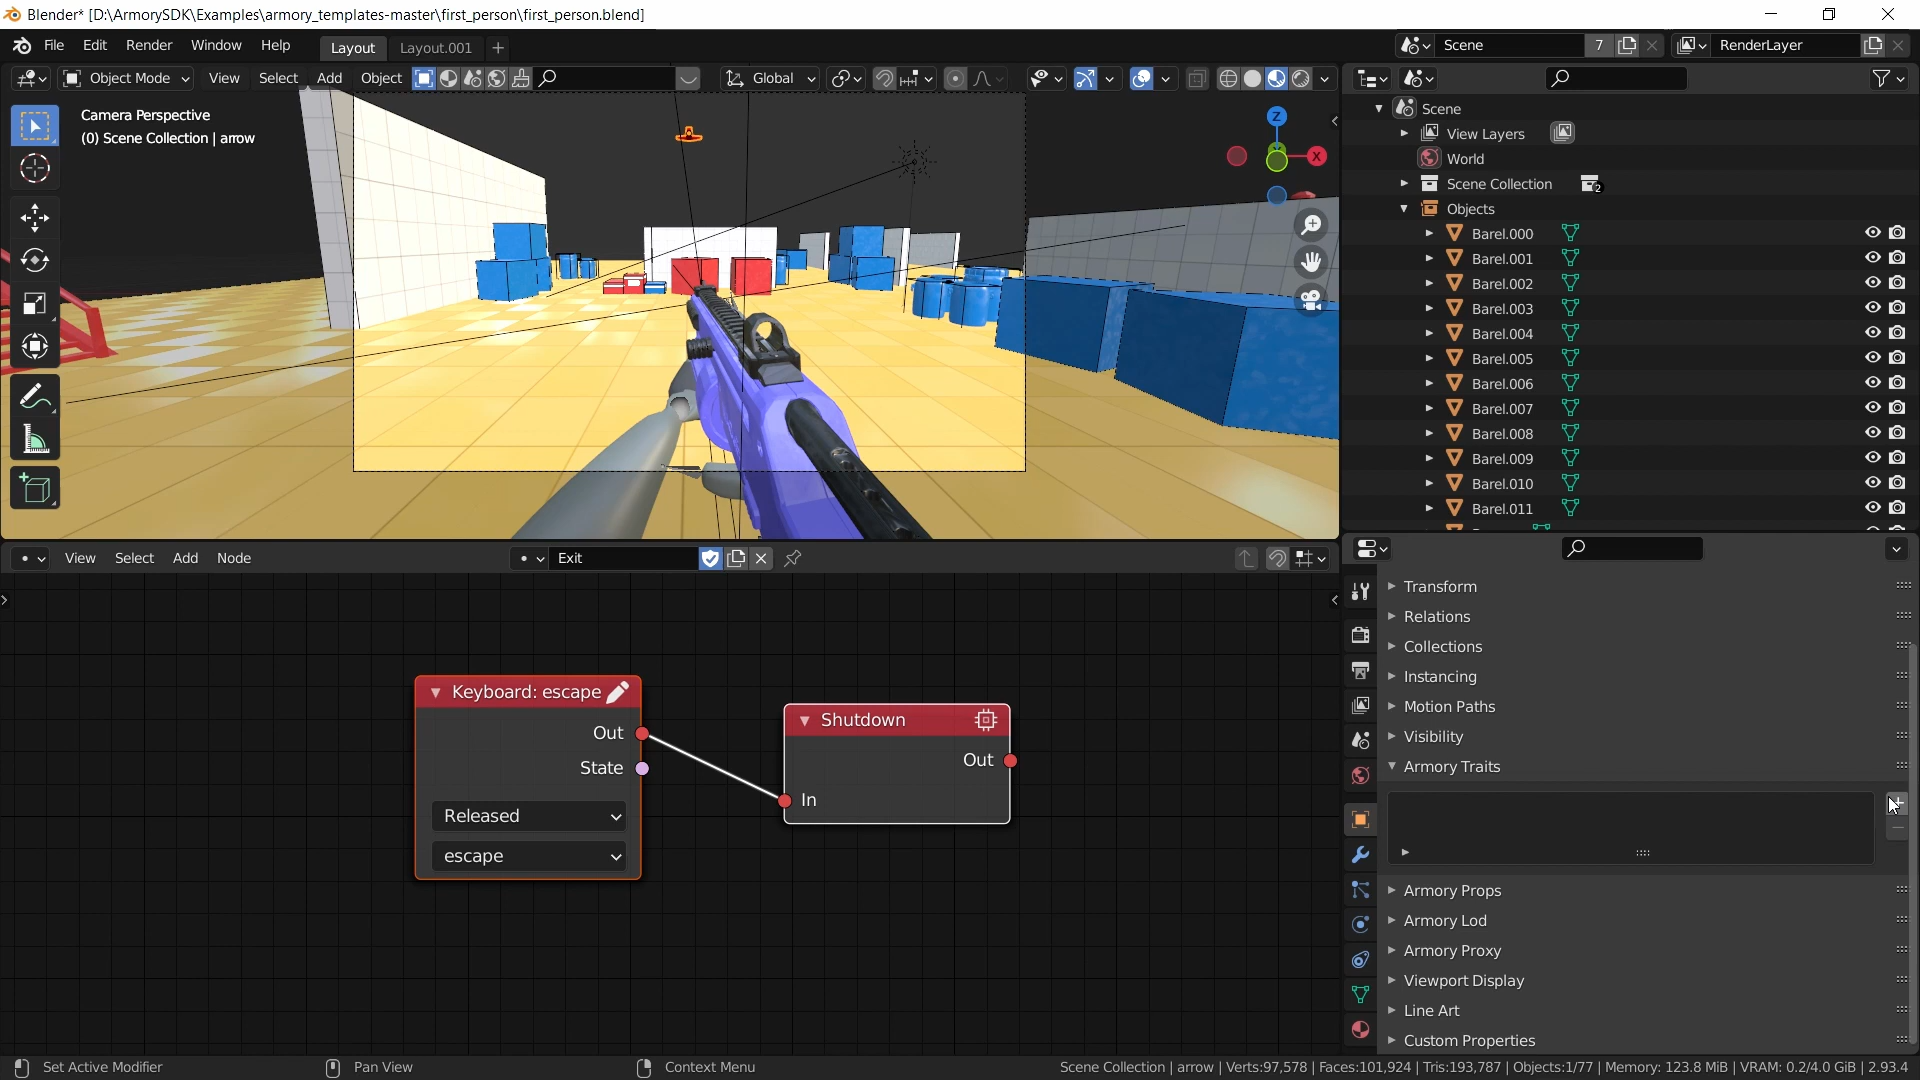 Blender* [D:\ArmorySDK\Examples\armory_templates-master\first_person\first_person.blend]
File Edit Render Window Help Layout Layout.001 Scene 7 RenderLayer
Object Mode View Select Add Object Global
Camera Perspective
(0) Scene Collection | arrow
Z
X
Scene
View Layers
World
Scene Collection 2
Objects
Barel.000
Barel.001
Barel.002
Barel.003
Barel.004
Barel.005
Barel.006
Barel.007
Barel.008
Barel.009
Barel.010
Barel.011
View Select Add Node Exit
Keyboard: escape
Out
State
Released
escape
Shutdown
Out
In
Transform
Relations
Collections
Instancing
Motion Paths
Visibility
Armory Traits
Armory Props
Armory Lod
Armory Proxy
Viewport Display
Line Art
Custom Properties
Set Active Modifier Pan View Context Menu Scene Collection | arrow | Verts:97,578 | Faces:101,924 | Tris:193,787 | Objects:1/77 | Memory: 123.8 MiB | VRAM: 0.2/4.0 GiB | 2.93.4